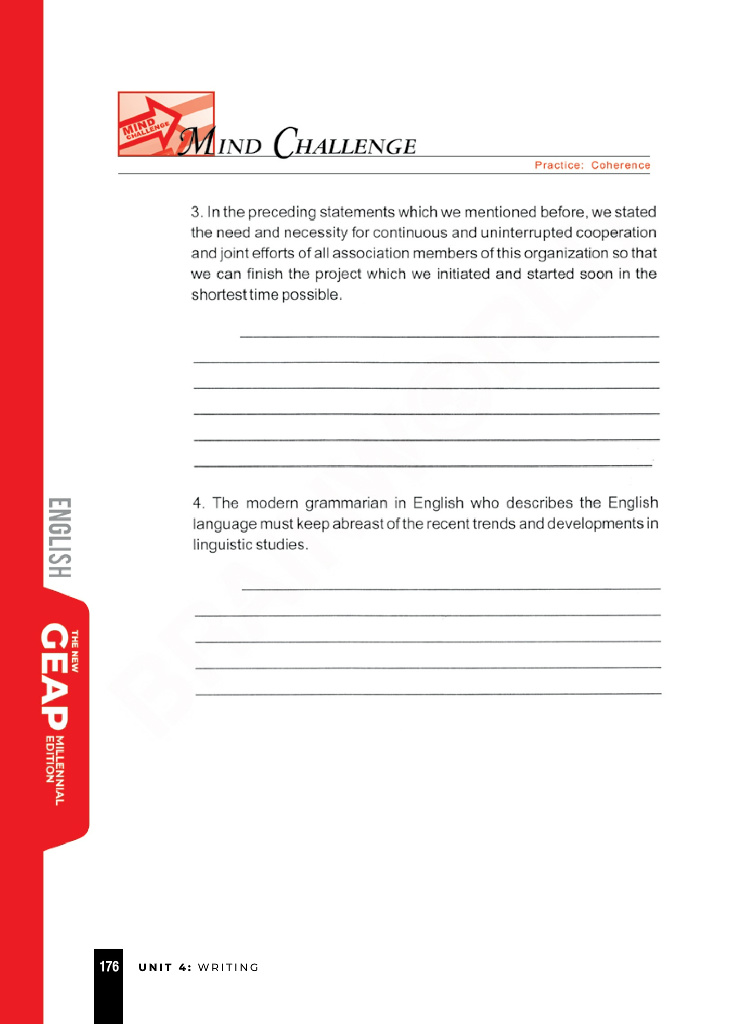 MIND CHALLENGE
MIND CHALLENGE
Practice: Coherence
3. In the preceding statements which we mentioned before, we stated
the need and necessity for continuous and uninterrupted cooperation
and joint efforts of all association members of this organization so that
we can finish the project which we initiated and started soon in the
shortest time possible.
4. The modern grammarian in English who describes the English
language must keep abreast of the recent trends and developments in
linguistic studies.
ENGLISH
THE NEW
GEAP
MILLENNIAL
EDITION
176 UNIT 4: WRITING